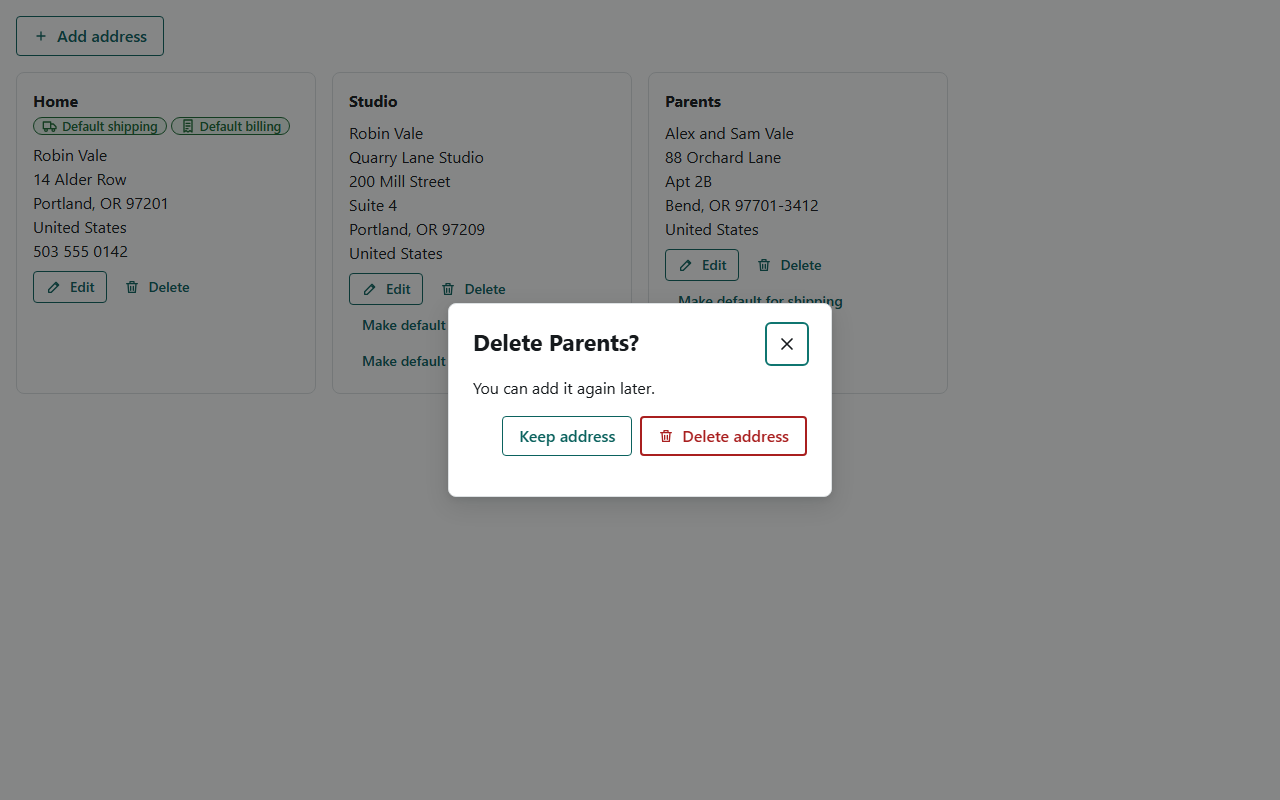 Add address
Home
Default shipping Default billing
Robin Vale
14 Alder Row
Portland, OR 97201
United States
503 555 0142
Edit Delete
Studio
Robin Vale
Quarry Lane Studio
200 Mill Street
Suite 4
Portland, OR 97209
United States
Edit Delete
Make default
Make default
Parents
Alex and Sam Vale
88 Orchard Lane
Apt 2B
Bend, OR 97701-3412
United States
Edit Delete
Make default for shipping
Delete Parents?
You can add it again later.
Keep address Delete address